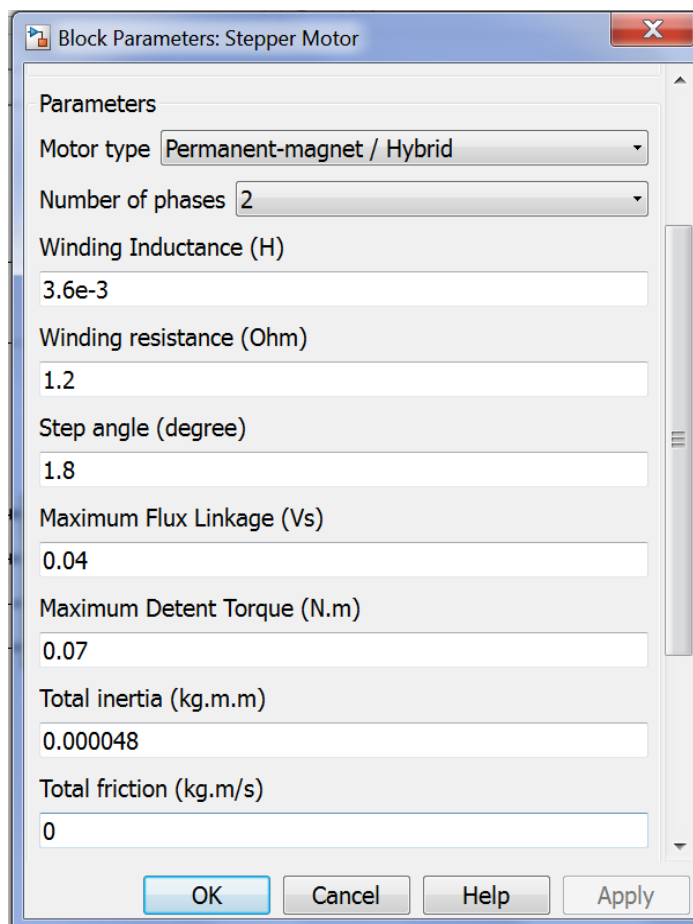 Block Parameters: Stepper Motor
X
Parameters
Motor type Permanent-magnet / Hybrid
Number of phases 2
Winding Inductance (H)
3.6e-3
Winding resistance (Ohm)
1.2
Step angle (degree)
1.8
Maximum Flux Linkage (Vs)
0.04
Maximum Detent Torque (N.m)
0.07
Total inertia (kg.m.m)
0.000048
Total friction (kg.m/s)
0
OK Cancel Help Apply